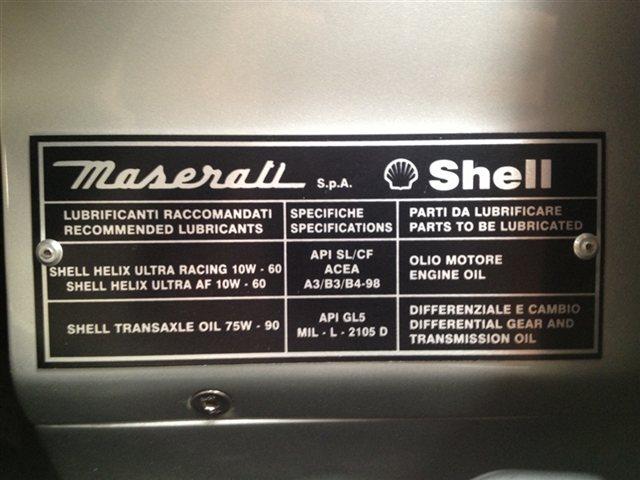 Maserati S.p.A. Shell
LUBRIFICANTI RACCOMANDATI
RECOMMENDED LUBRICANTS
SPECIFICHE
SPECIFICATIONS
PARTI DA LUBRIFICARE
PARTS TO BE LUBRICATED
SHELL HELIX ULTRA RACING 10W - 60
SHELL HELIX ULTRA AF 10W - 60
API SL/CF
ACEA
A3/B3/B4-98
OLIO MOTORE
ENGINE OIL
SHELL TRANSAXLE OIL 75W - 90
API GL5
MIL - L - 2105 D
DIFFERENZIALE E CAMBIO
DIFFERENTIAL GEAR AND
TRANSMISSION OIL